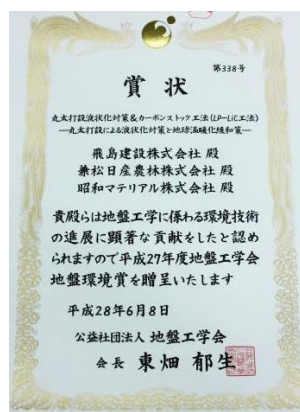 第338号
賞状
丸太打設液状化対策&カーボンストック工法(LP-LiC工法)
―丸太打設による液状化対策と地球温暖化緩和策―
飛島建設株式会社 殿
兼松日産農林株式会社 殿
昭和マテリアル株式会社 殿
貴殿らは地盤工学に係わる環境技術
の進展に顕著な貢献をしたと認め
られますので平成27年度地盤工学会
地盤環境賞を贈呈いたします
平成28年6月8日
公益社団法人 地盤工学会
会長 東畑 郁生